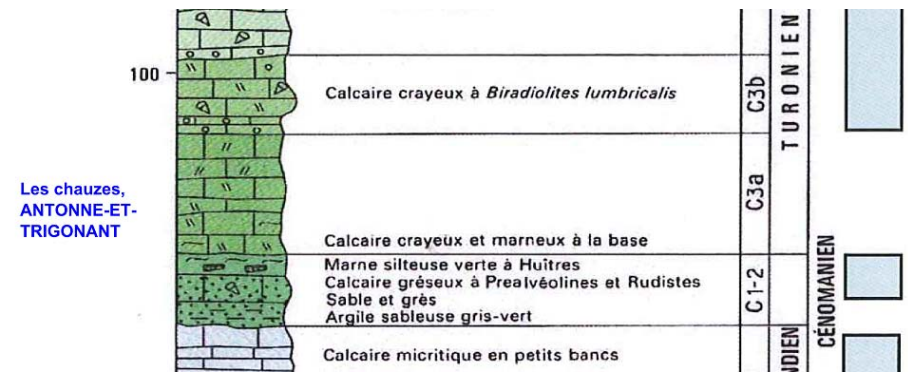 100
Les chauzes,
ANTONNE-ET-
TRIGONANT
Calcaire crayeux à Biradiolites lumbricalis
Calcaire crayeux et marneux à la base
Marne silteuse verte à Huîtres
Calcaire gréseux à Prealvéolines et Rudistes
Sable et grès
Argile sableuse gris-vert
Calcaire micritique en petits bancs
C3b
C3a
C1-2
TURONIEN
CÉNOMANIEN
NDIEN